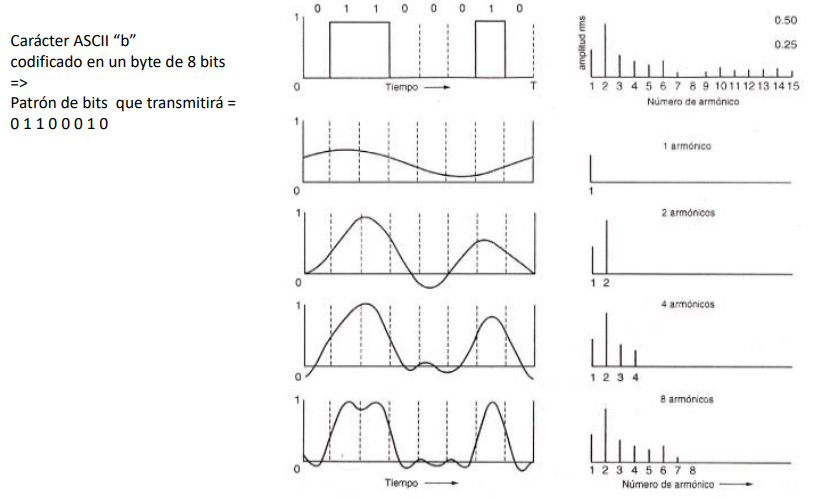 Carácter ASCII “b”
codificado en un byte de 8 bits
=>
Patrón de bits que transmitirá =
0 1 1 0 0 0 1 0
0 1 1 0 0 0 1 0
1
0
Tiempo
T
amplitud rms
0.50
0.25
1 2 3 4 5 6 7 8 9 10 11 12 13 14 15
Número de armónico
1
0
1 armónico
1
1
0
2 armónicos
1 2
1
0
4 armónicos
1 2 3 4
1
0
Tiempo
8 armónicos
1 2 3 4 5 6 7 8
Número de armónico